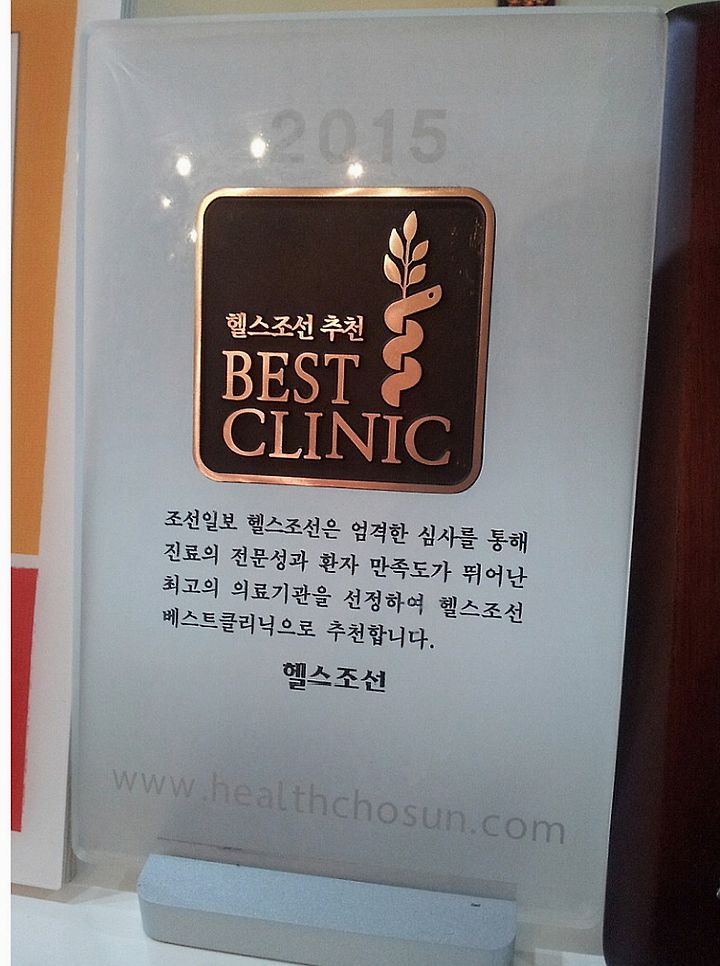 2015
헬스조선 추천
BEST
CLINIC
조선일보 헬스조선은 엄격한 심사를 통해
진료의 전문성과 환자 만족도가 뛰어난
최고의 의료기관을 선정하여 헬스조선
베스트클리닉으로 추천합니다.
헬스조선
www.healthchosun.com